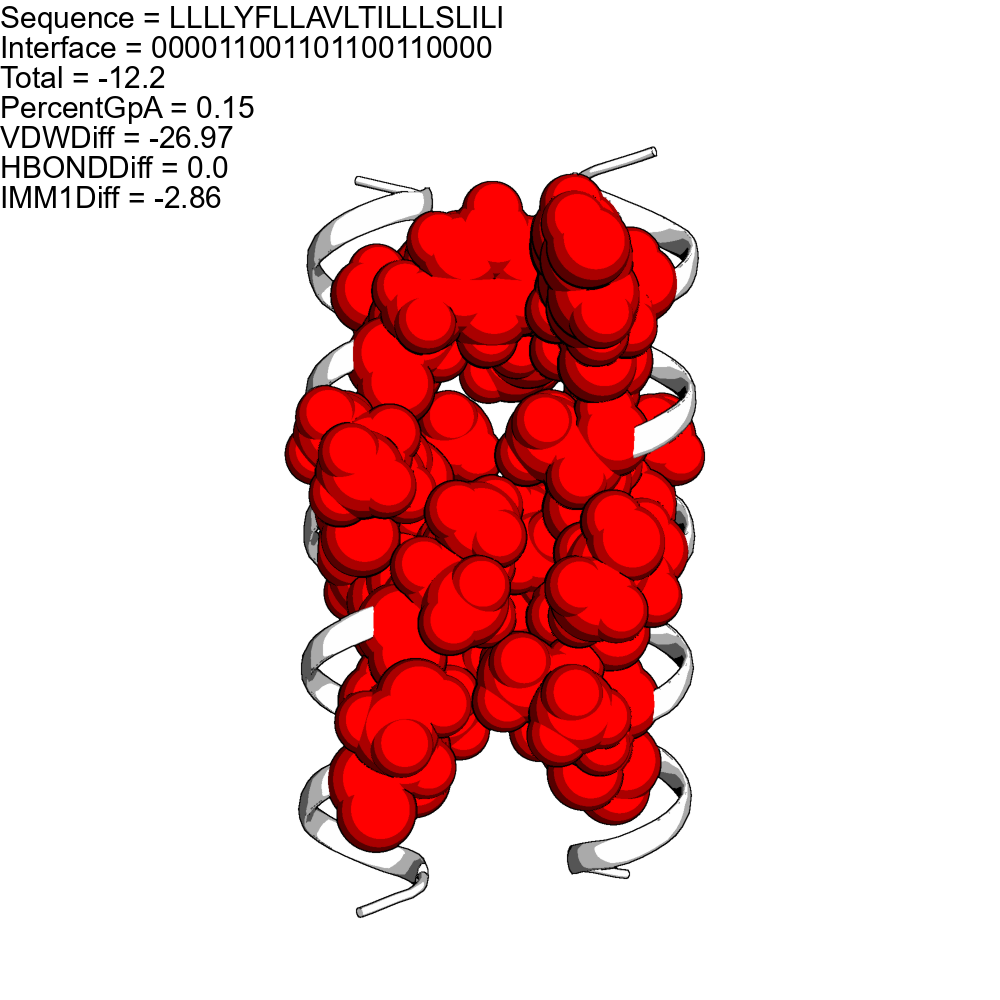 Sequence = LLLLYFLLAVLTILLLSLILI
Interface = 000011001101100110000
Total = -12.2
PercentGpA = 0.15
VDWDiff = -26.97
HBONDDiff = 0.0
IMM1Diff = -2.86